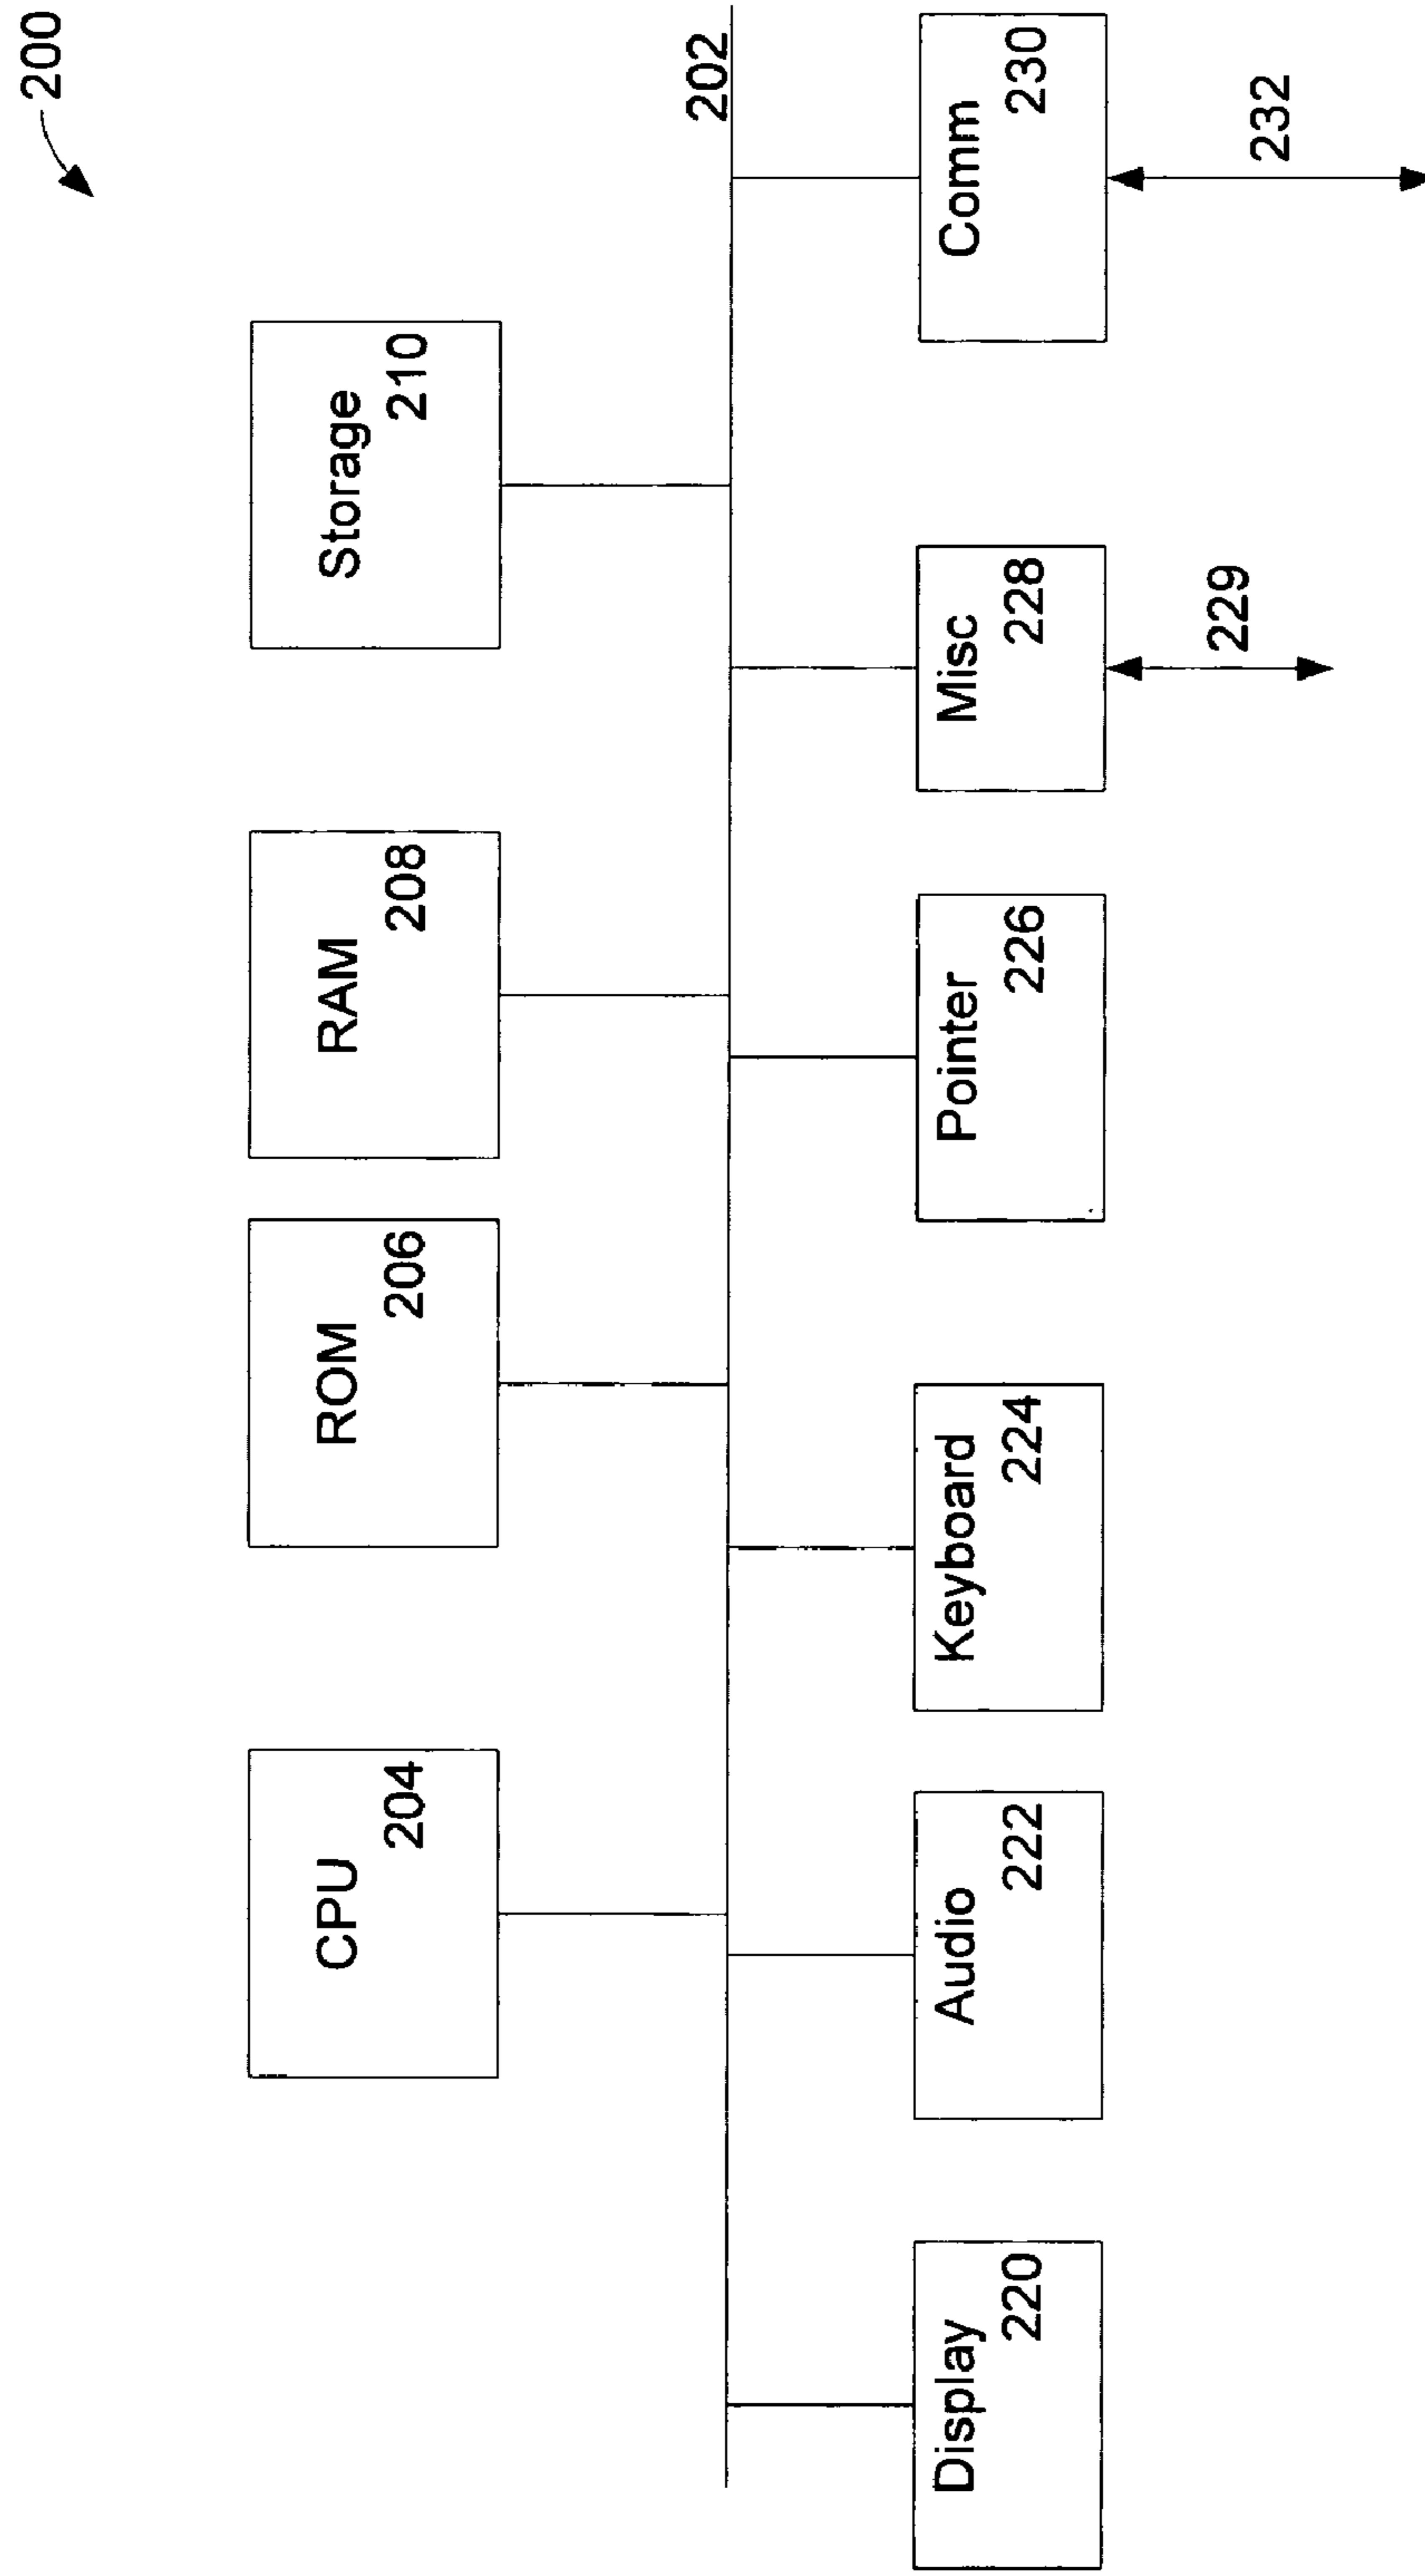 200
CPU
204
ROM
206
RAM
208
Storage
210
202
Display
220
Audio
222
Keyboard
224
Pointer
226
Misc
228
Comm
230
229
232